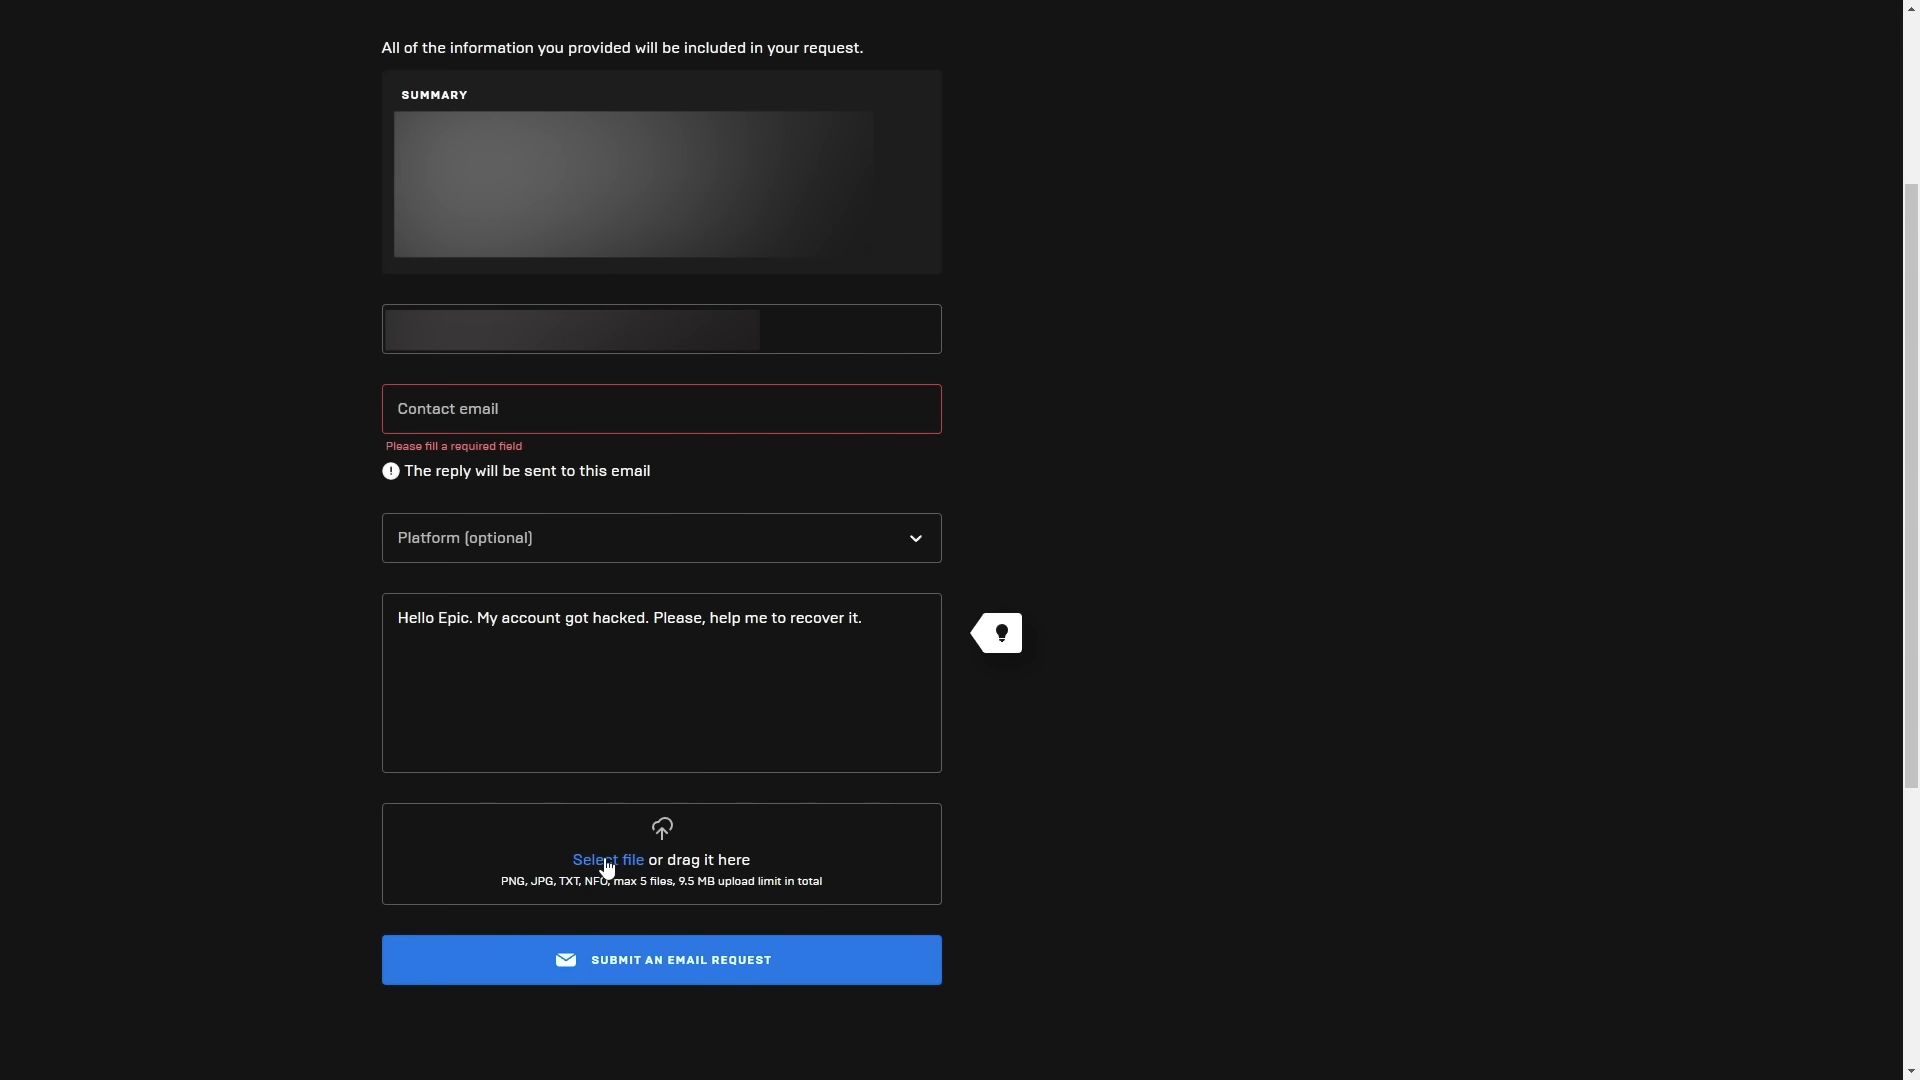 All of the information you provided will be included in your request.
SUMMARY
Contact email
Please fill a required field
! The reply will be sent to this email
Platform (optional)
Hello Epic. My account got hacked. Please, help me to recover it.
Select file or drag it here
PNG, JPG, TXT, NFO, max 5 files, 9.5 MB upload limit in total
SUBMIT AN EMAIL REQUEST